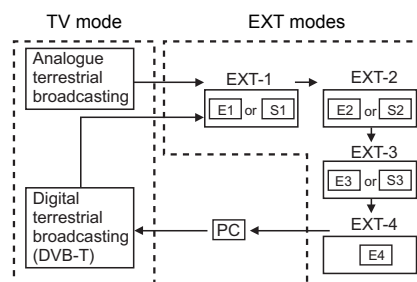 TV mode
EXT modes
Analogue
terrestrial
broadcasting
EXT-1
E1 or S1
EXT-2
E2 or S2
EXT-3
E3 or S3
EXT-4
E4
PC
Digital
terrestrial
broadcasting
(DVB-T)